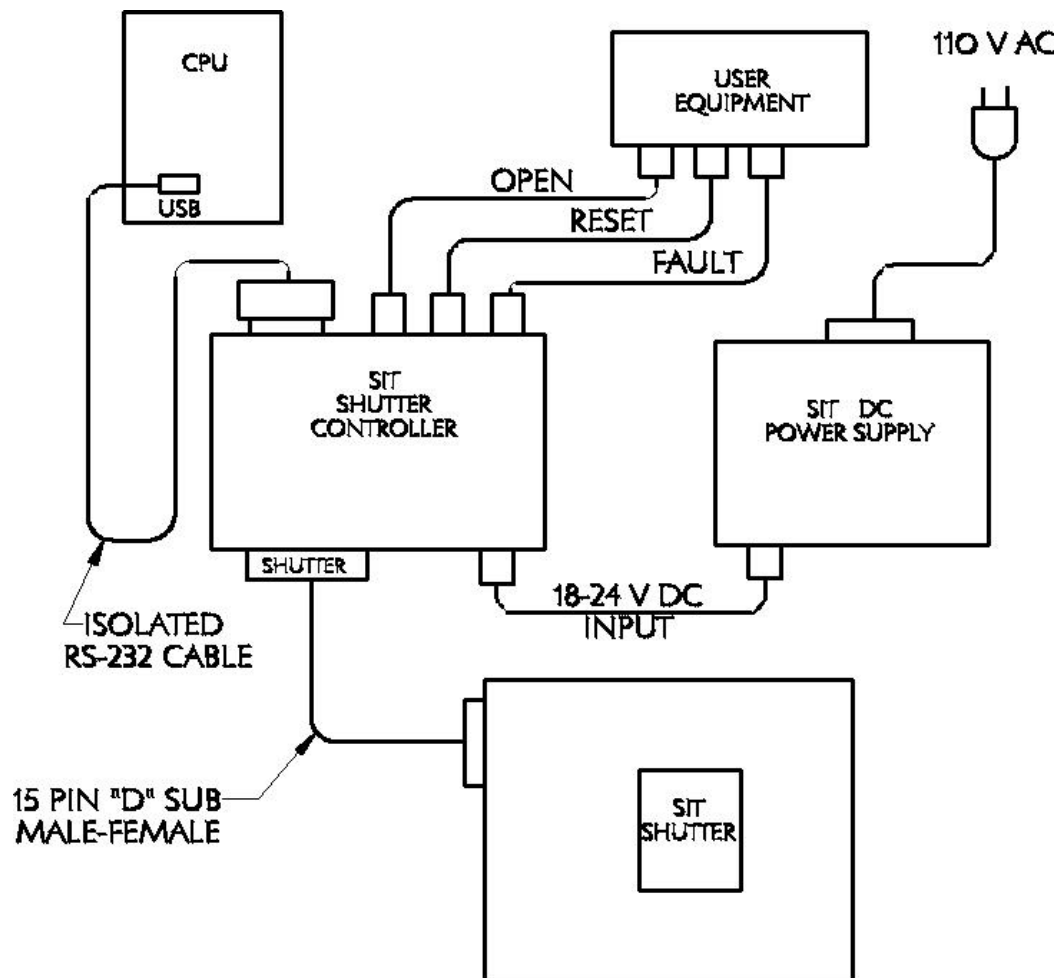 CPU
USB
USER
EQUIPMENT
110 V AC
OPEN
RESET
FAULT
SIT
SHUTTER
CONTROLLER
SIT DC
POWER SUPPLY
SHUTTER
18-24 V DC
INPUT
ISOLATED
RS-232 CABLE
15 PIN "D" SUB
MALE-FEMALE
SIT
SHUTTER